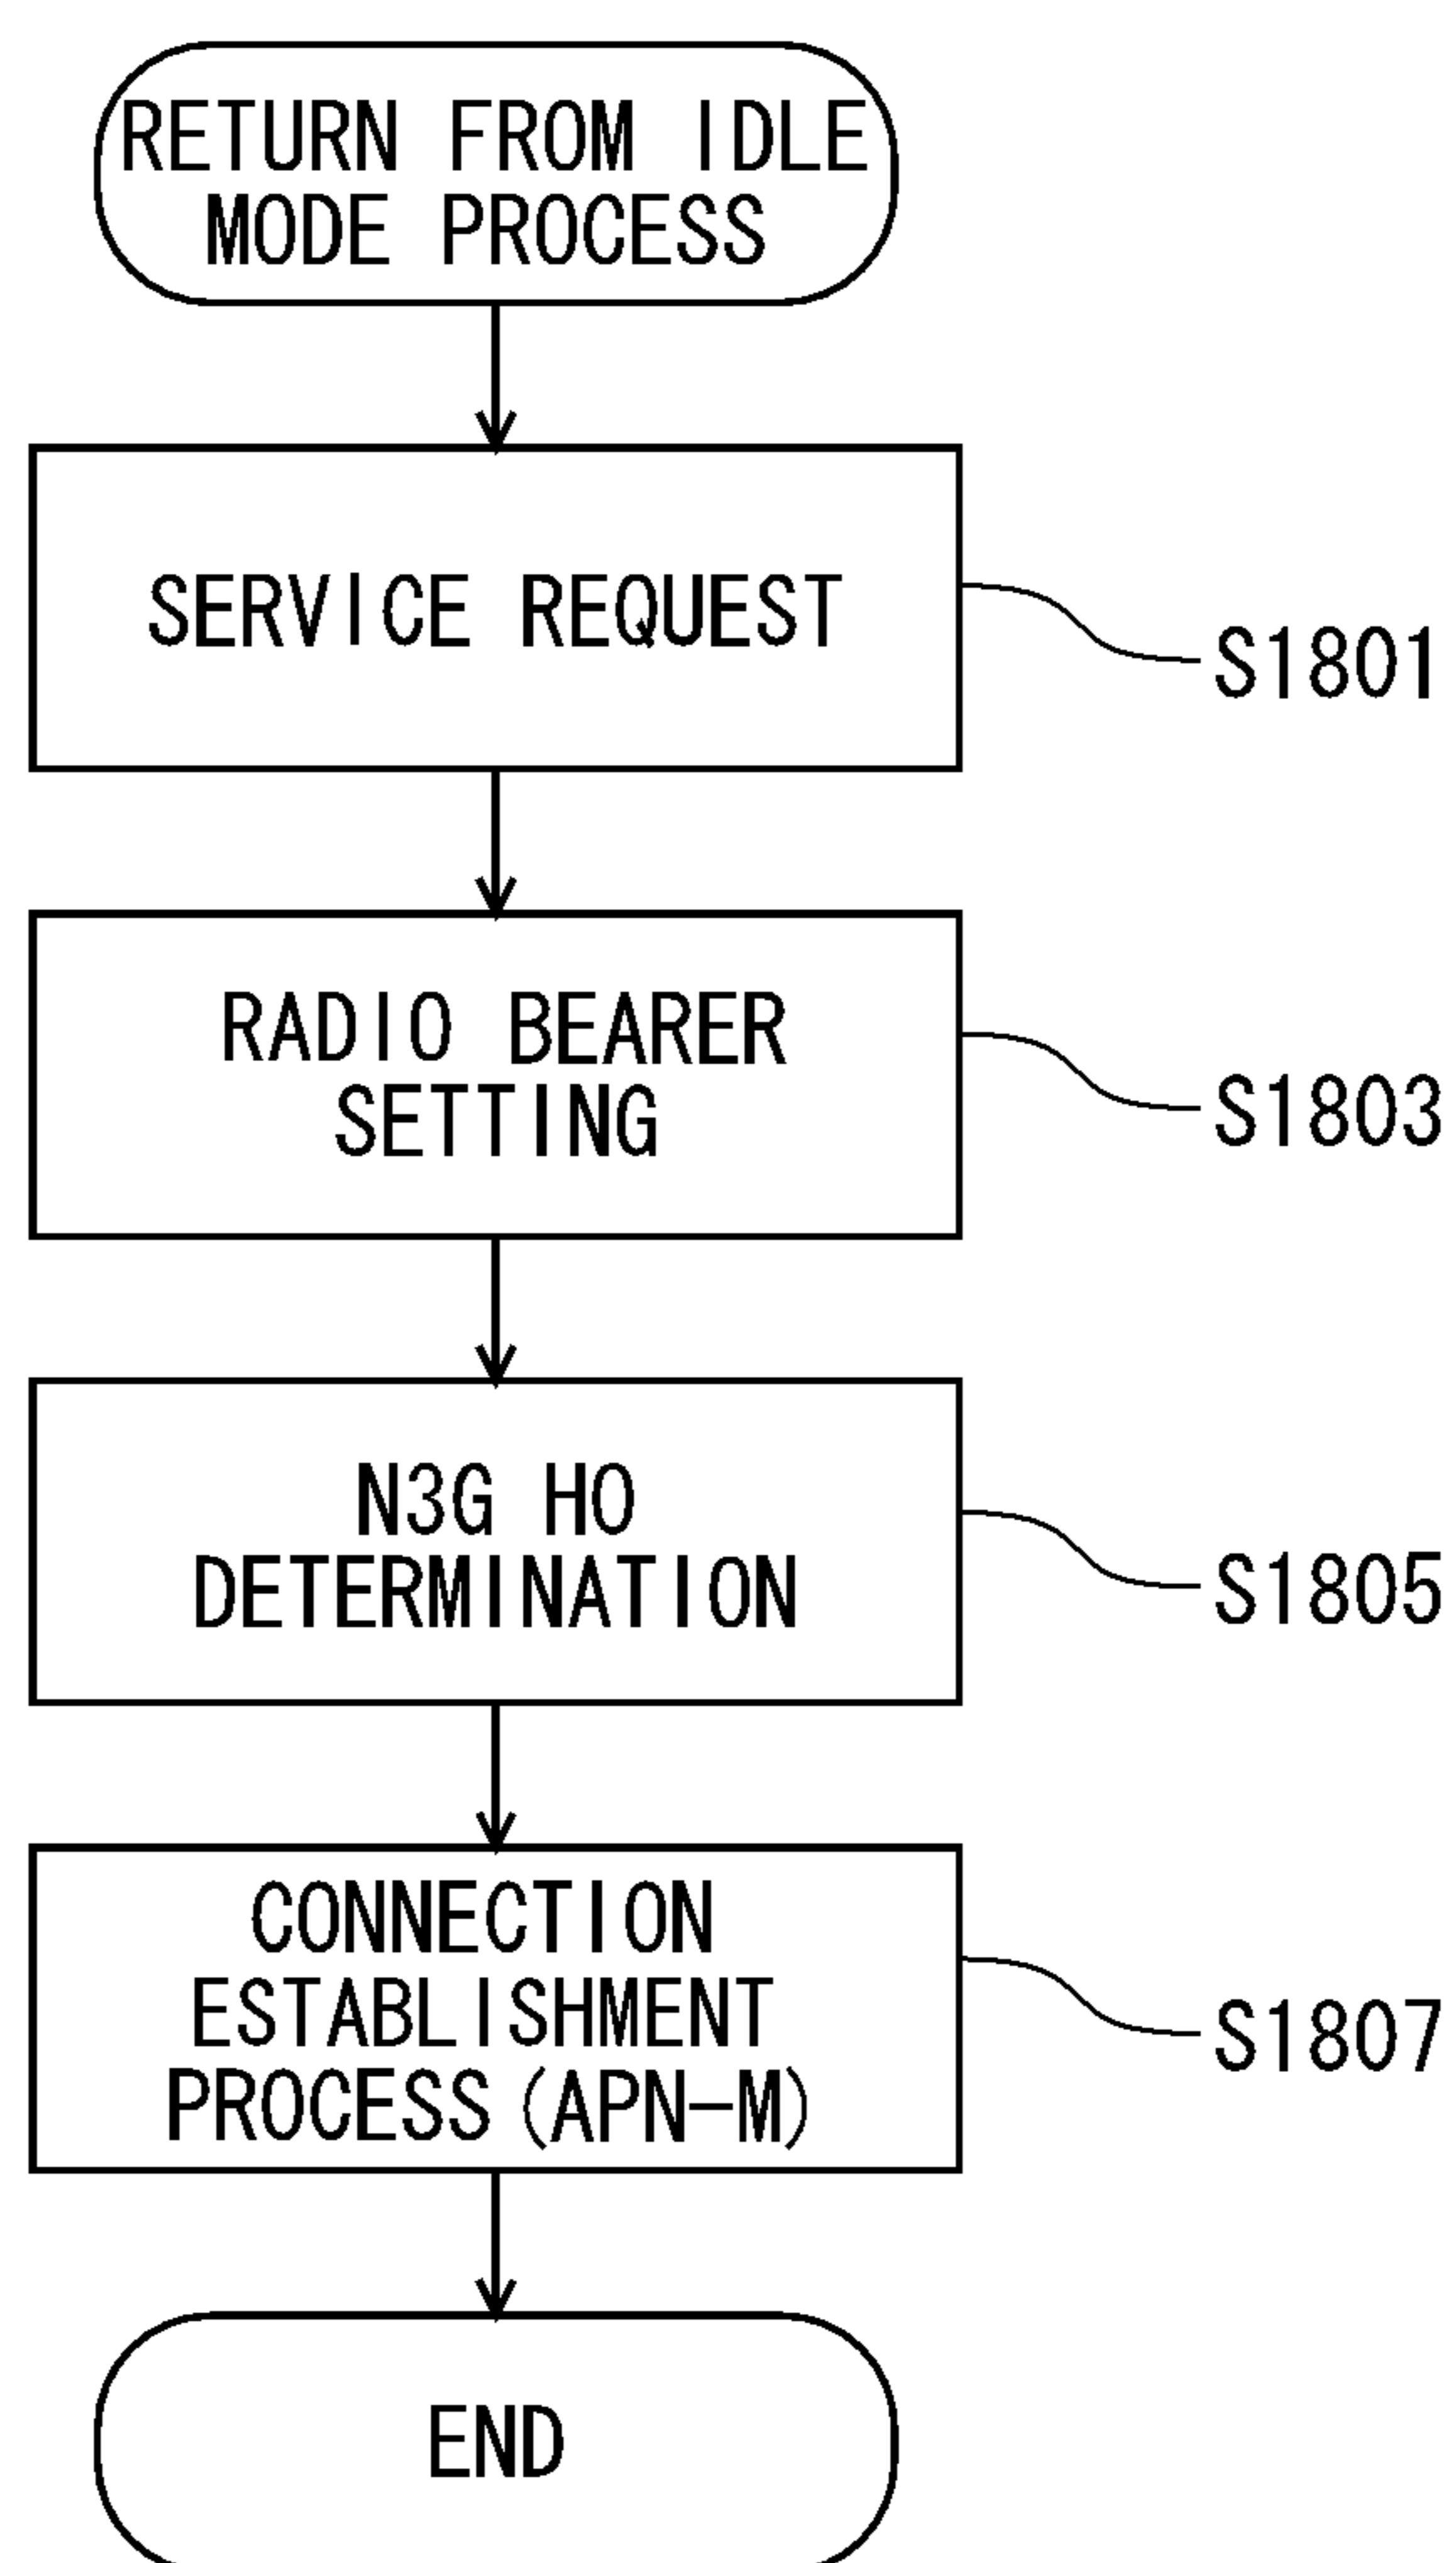 RETURN FROM IDLE
MODE PROCESS
SERVICE REQUEST
S1801
RADIO BEARER
SETTING
S1803
N3G HO
DETERMINATION
S1805
CONNECTION
ESTABLISHMENT
PROCESS (APN-M)
S1807
END